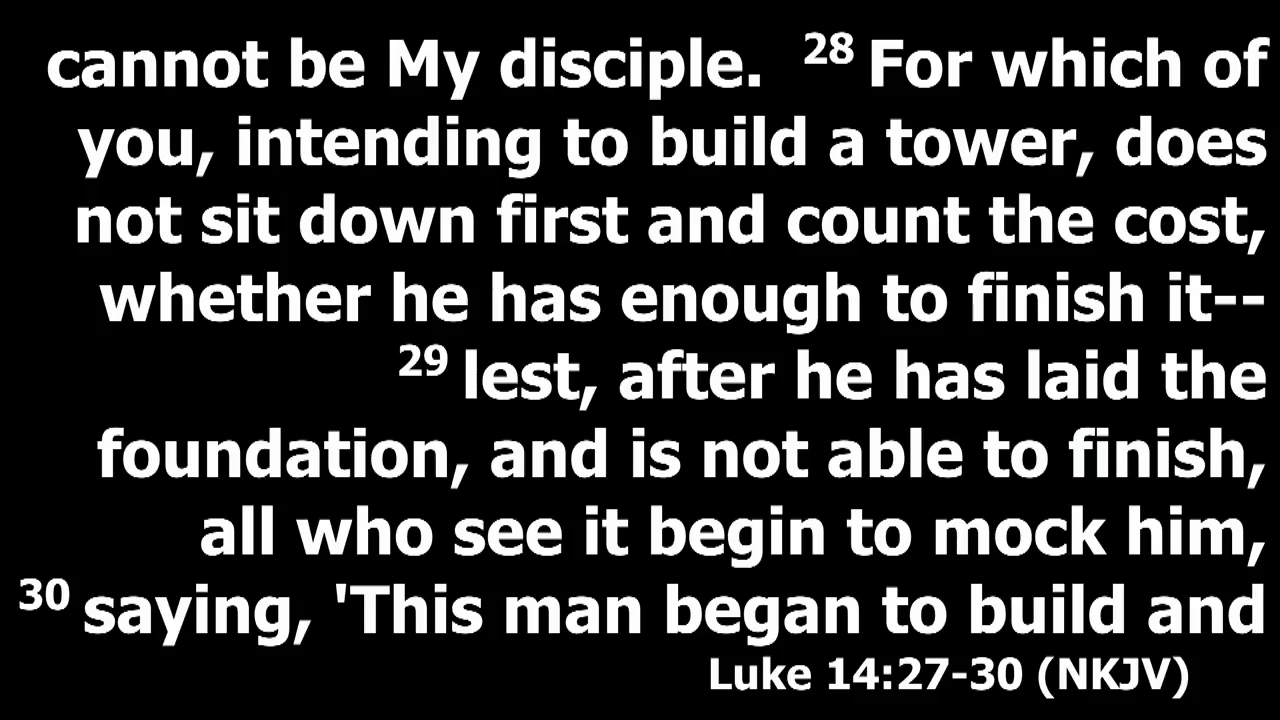 cannot be My disciple. 28 For which of
you, intending to build a tower, does
not sit down first and count the cost,
whether he has enough to finish it--
29 lest, after he has laid the
foundation, and is not able to finish,
all who see it begin to mock him,
30 saying, 'This man began to build and
Luke 14:27-30 (NKJV)